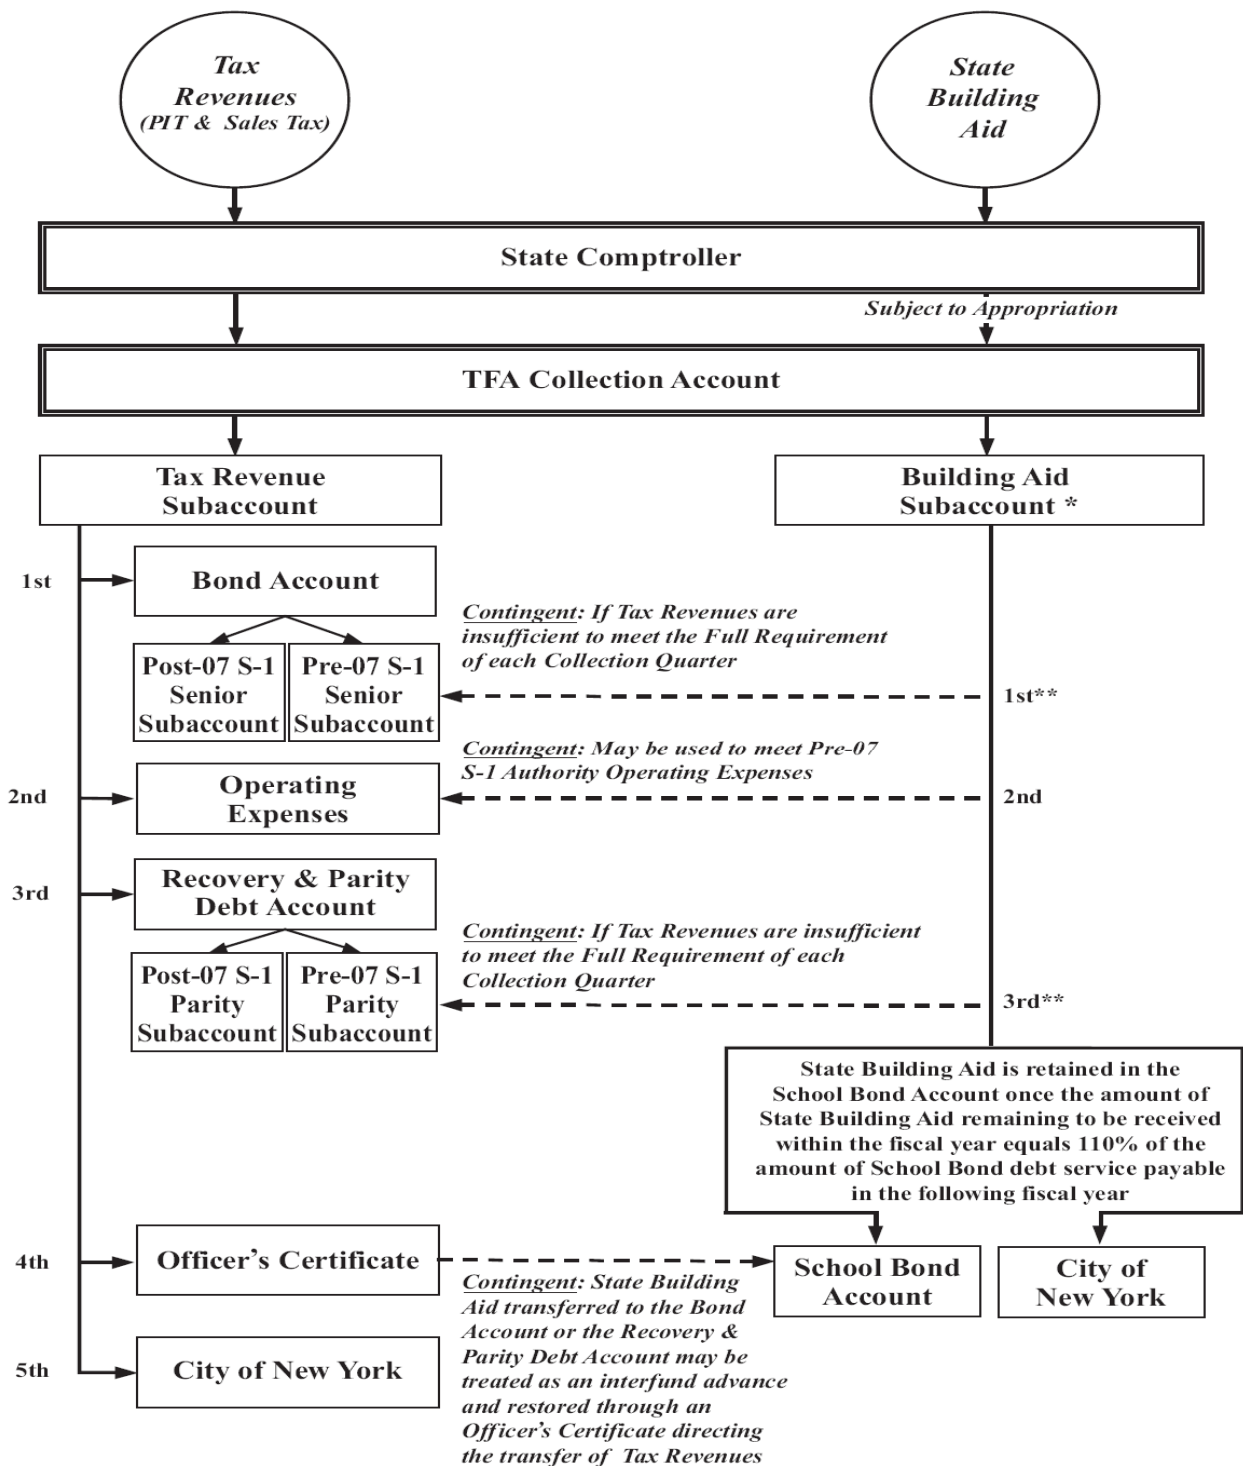 Tax
Revenues
(PIT & Sales Tax)
State
Building
Aid
State Comptroller
Subject to Appropriation
TFA Collection Account
Tax Revenue
Subaccount
Building Aid
Subaccount *
1st
Bond Account
Contingent: If Tax Revenues are
insufficient to meet the Full Requirement
of each Collection Quarter
Post-07 S-1
Senior
Subaccount
Pre-07 S-1
Senior
Subaccount
1st**
Contingent: May be used to meet Pre-07
S-1 Authority Operating Expenses
2nd
Operating
Expenses
2nd
3rd
Recovery & Parity
Debt Account
Contingent: If Tax Revenues are insufficient
to meet the Full Requirement of each
Collection Quarter
Post-07 S-1
Parity
Subaccount
Pre-07 S-1
Parity
Subaccount
3rd**
State Building Aid is retained in the
School Bond Account once the amount of
State Building Aid remaining to be received
within the fiscal year equals 110% of the
amount of School Bond debt service payable
in the following fiscal year
4th
Officer's Certificate
School Bond
Account
City of
New York
Contingent: State Building
Aid transferred to the Bond
Account or the Recovery &
Parity Debt Account may be
treated as an interfund advance
and restored through an
Officer's Certificate directing
the transfer of Tax Revenues
5th
City of New York